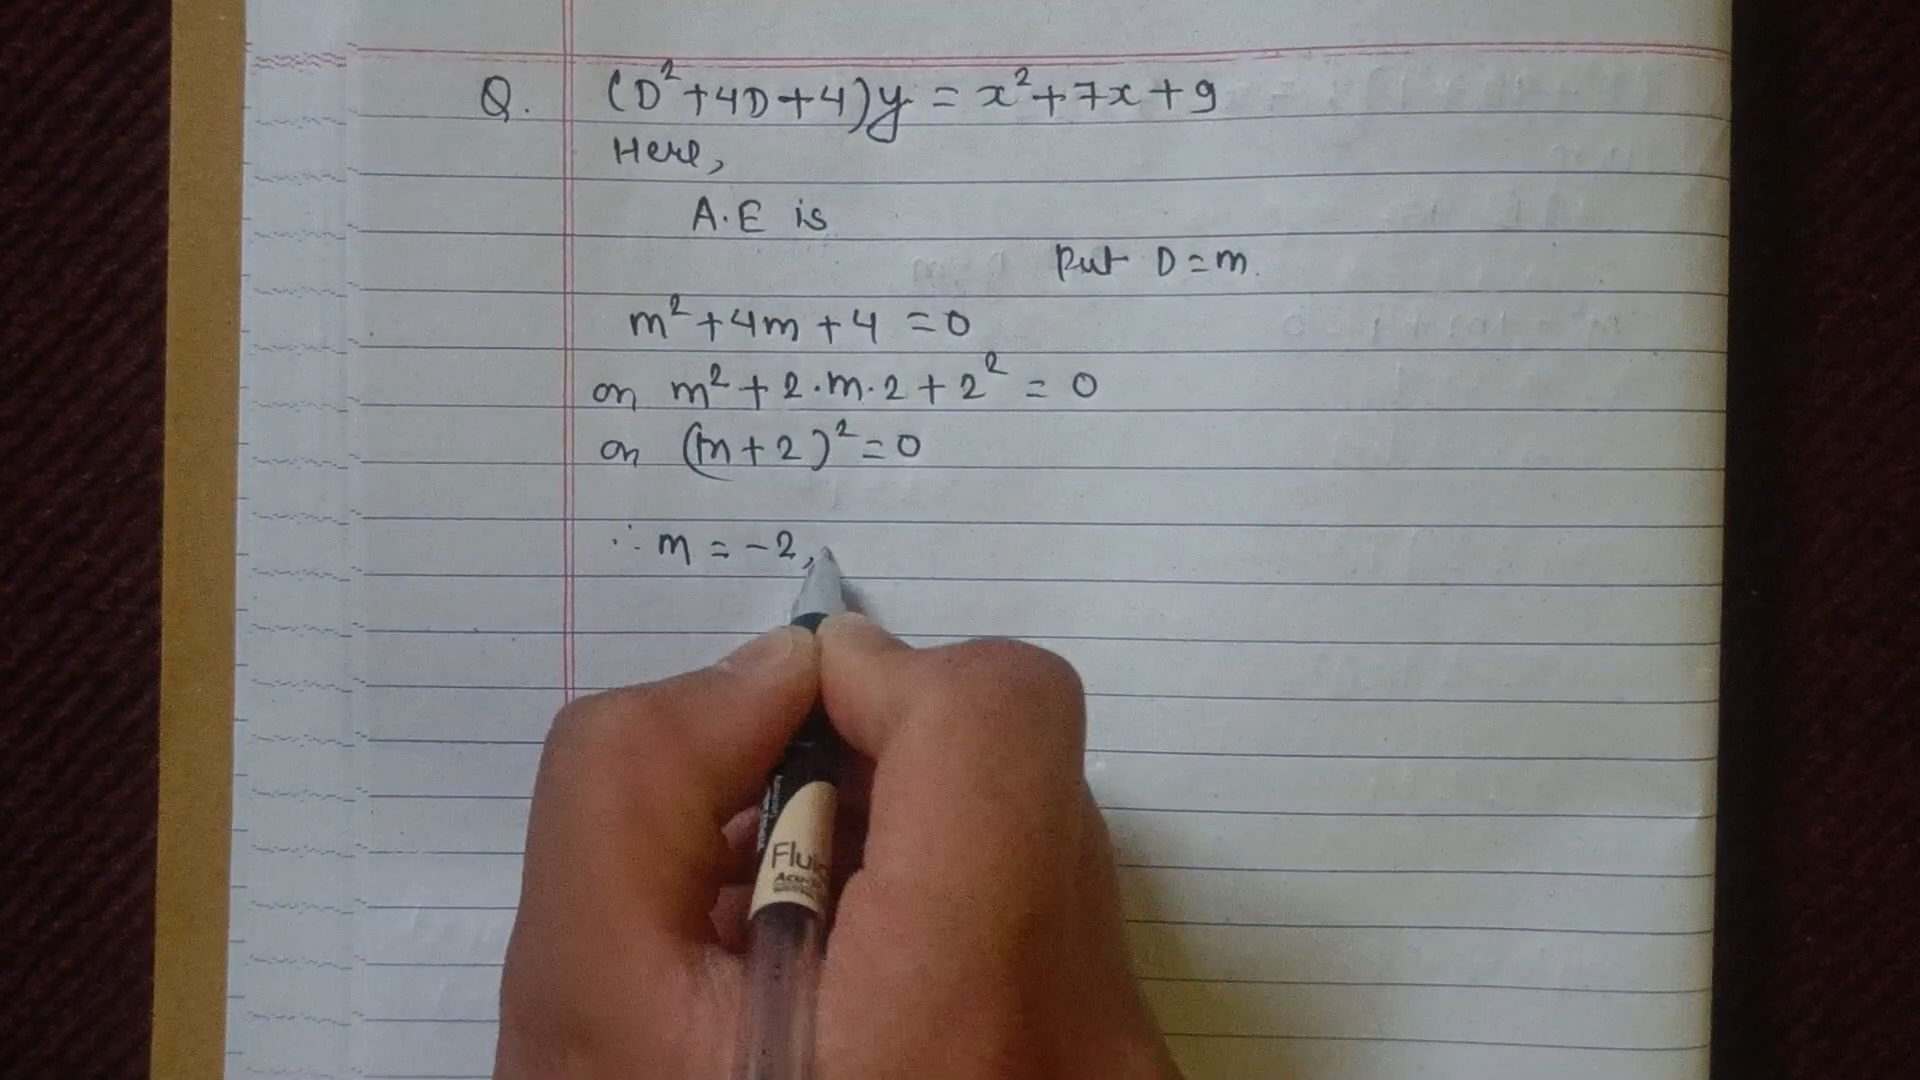 Q. (D²+4D+4)y = x²+7x+9
Here,
A.E is
Put D=m.
m²+4m+4 =0
or m²+2.m.2+2² = 0
or (m+2)²=0
∴ m = -2,